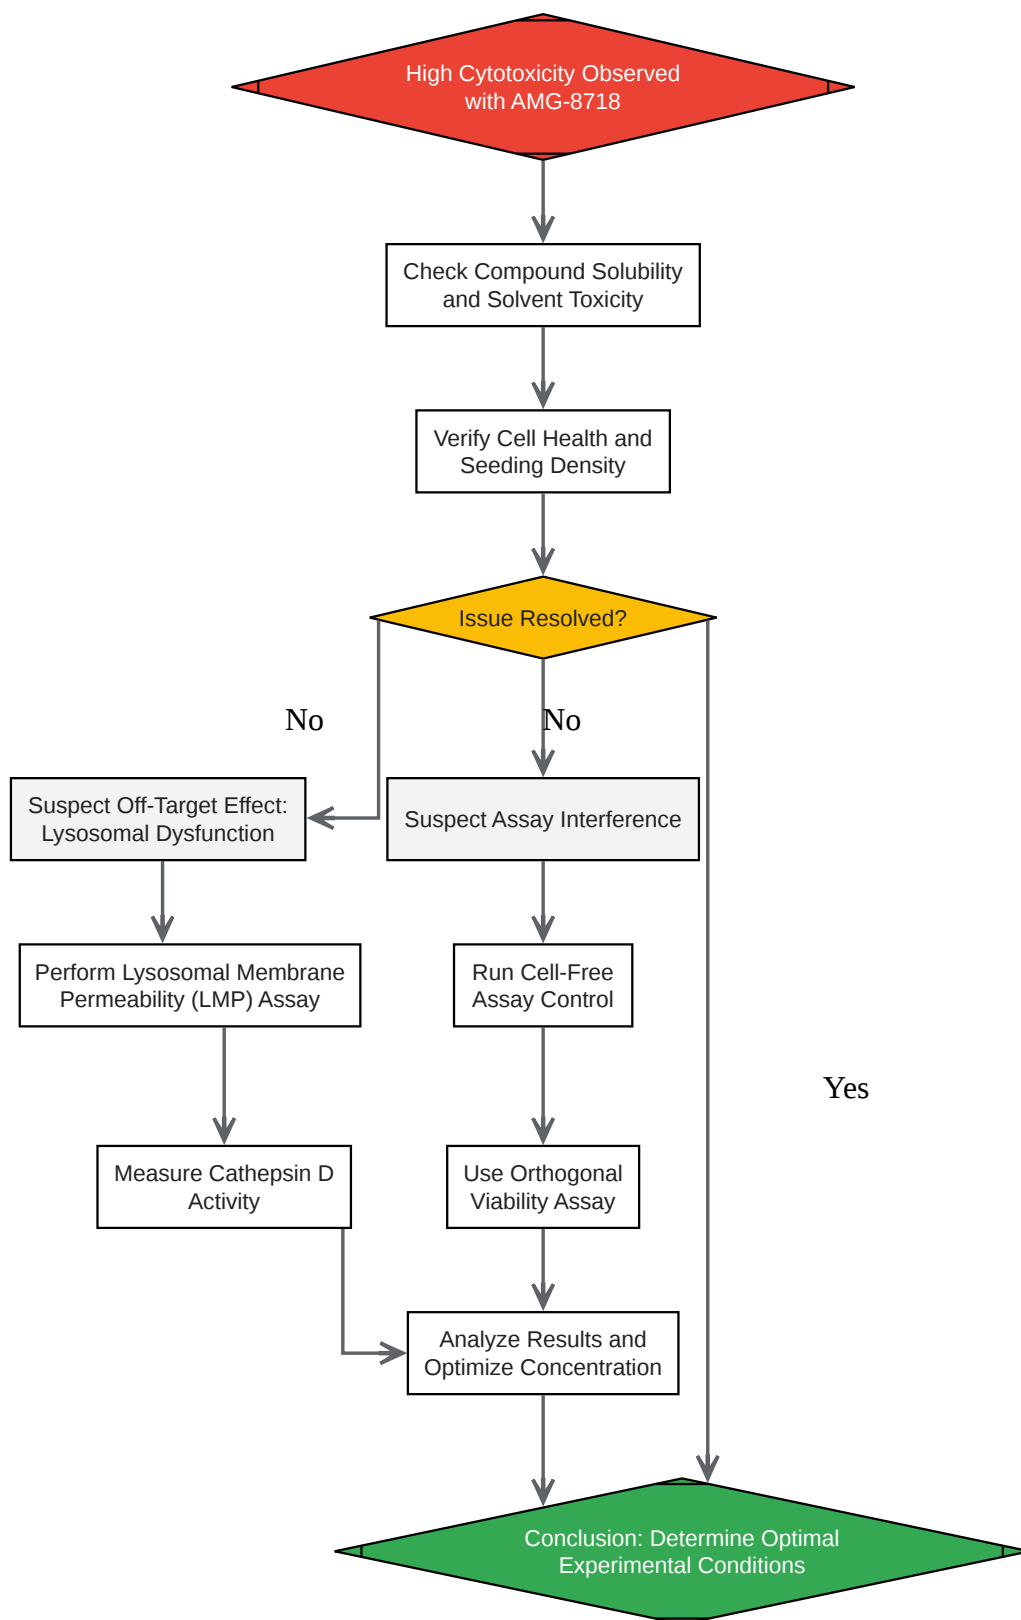 High Cytotoxicity Observed
with AMG-8718
Check Compound Solubility
and Solvent Toxicity
Verify Cell Health and
Seeding Density
Issue Resolved?
No
No
Suspect Off-Target Effect:
Lysosomal Dysfunction
Suspect Assay Interference
Perform Lysosomal Membrane
Permeability (LMP) Assay
Run Cell-Free
Assay Control
Yes
Measure Cathepsin D
Activity
Use Orthogonal
Viability Assay
Analyze Results and
Optimize Concentration
Conclusion: Determine Optimal
Experimental Conditions